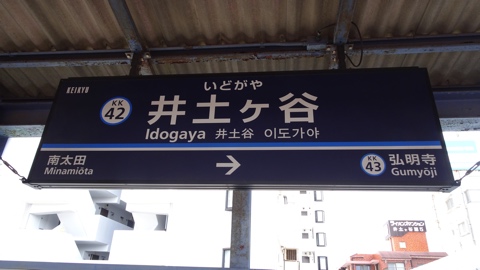 KEIKYU
いどがや
KK
42
井土ヶ谷
Idogaya 井土谷 이도가야
南太田
Minamiōta
→
KK
43
弘明寺
Gumyōji